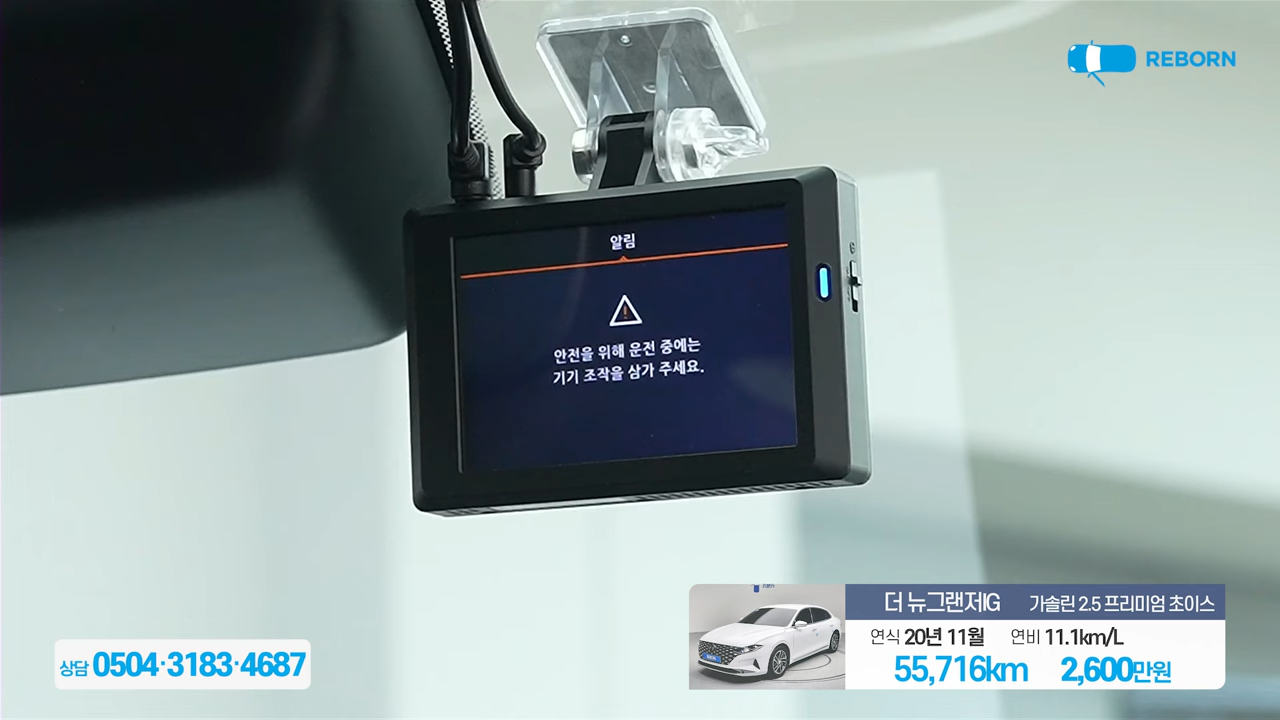 REBORN
알림
안전을 위해 운전 중에는
기기 조작을 삼가 주세요.
더 뉴그랜저IG 가솔린 2.5 프리미엄 초이스
연식 20년 11월 연비 11.1km/L
55,716km 2,600만원
상담 0504·3183·4687